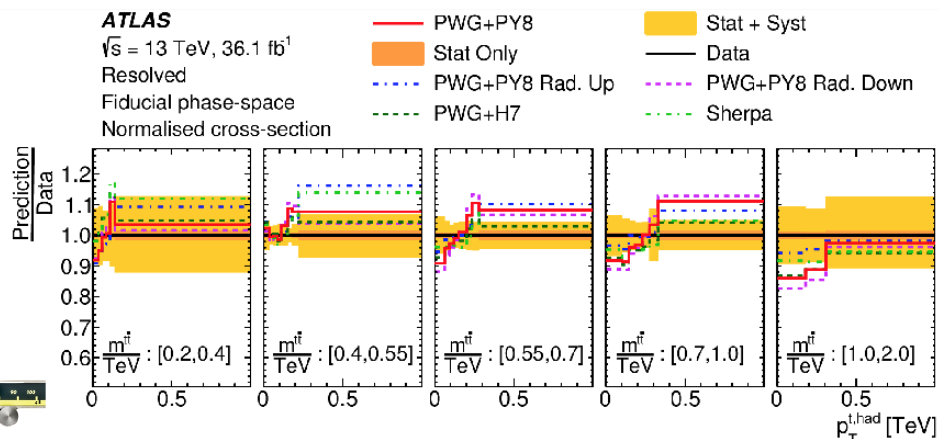 ATLAS
√s = 13 TeV, 36.1 fb-1
Resolved
Fiducial phase-space
Normalised cross-section
PWG+PY8
Stat Only
PWG+PY8 Rad. Up
PWG+H7
Stat + Syst
Data
PWG+PY8 Rad. Down
Sherpa
Prediction
Data
1.2
1.1
1.0
0.9
0.8
0.7
0.6
m^tt̄ / TeV : [0.2,0.4]
m^tt̄ / TeV : [0.4,0.55]
m^tt̄ / TeV : [0.55,0.7]
m^tt̄ / TeV : [0.7,1.0]
m^tt̄ / TeV : [1.0,2.0]
0 0.5 0 0.5 0 0.5 0 0.5 0 0.5
p_T^t,had [TeV]